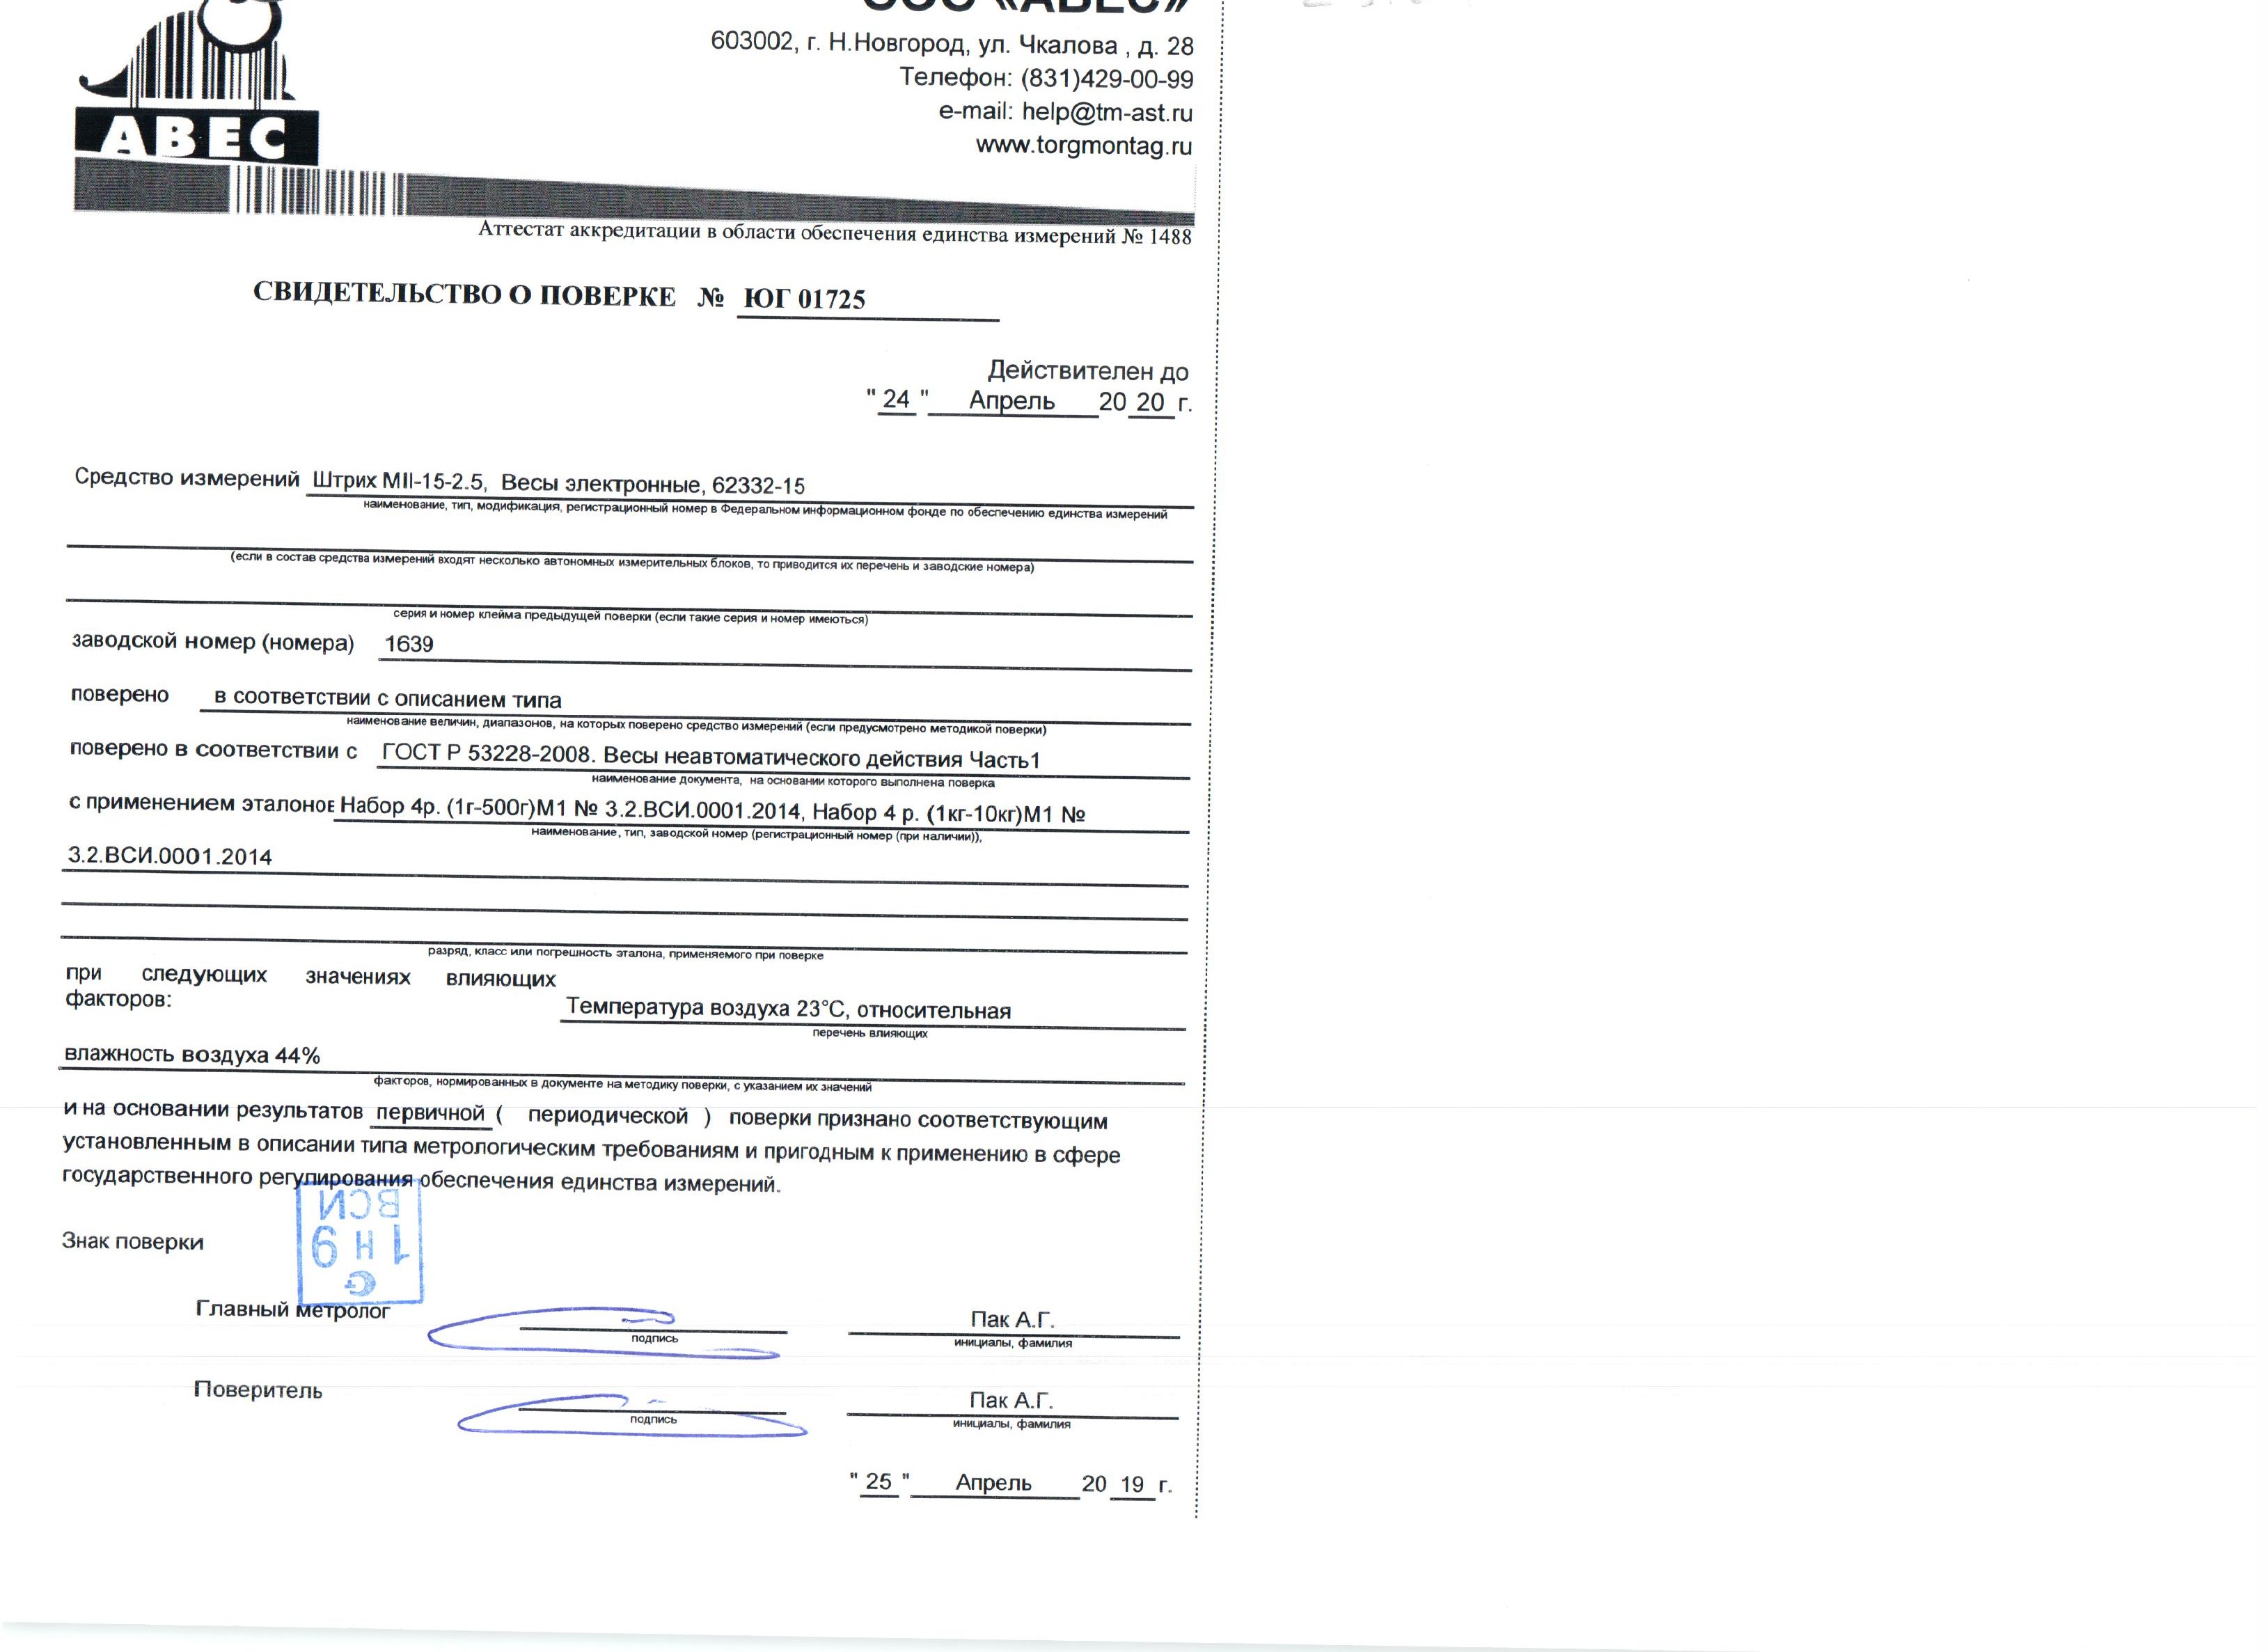 ООО «АВЕС»
603002, г. Н.Новгород, ул. Чкалова , д. 28
Телефон: (831)429-00-99
e-mail: help@tm-ast.ru
www.torgmontag.ru
АВЕС
Аттестат аккредитации в области обеспечения единства измерений № 1488
СВИДЕТЕЛЬСТВО О ПОВЕРКЕ № ЮГ 01725
Действителен до
" 24 " Апрель 20 20 г.
Средство измерений Штрих МII-15-2.5, Весы электронные, 62332-15
наименование, тип, модификация, регистрационный номер в Федеральном информационном фонде по обеспечению единства измерений
(если в состав средства измерений входят несколько автономных измерительных блоков, то приводится их перечень и заводские номера)
серия и номер клейма предыдущей поверки (если такие серия и номер имеються)
заводской номер (номера) 1639
поверено в соответствии с описанием типа
наименование величин, диапазонов, на которых поверено средство измерений (если предусмотрено методикой поверки)
поверено в соответствии с ГОСТ Р 53228-2008. Весы неавтоматического действия Часть1
наименование документа, на основании которого выполнена поверка
с применением эталонов Набор 4р. (1г-500г)М1 № 3.2.ВСИ.0001.2014, Набор 4 р. (1кг-10кг)М1 №
наименование, тип, заводской номер (регистрационный номер (при наличии)),
3.2.ВСИ.0001.2014
разряд, класс или погрешность эталона, применяемого при поверке
при следующих значениях влияющих
факторов: Температура воздуха 23°С, относительная
перечень влияющих
влажность воздуха 44%
факторов, нормированных в документе на методику поверки, с указанием их значений
и на основании результатов первичной ( периодической ) поверки признано соответствующим
установленным в описании типа метрологическим требованиям и пригодным к применению в сфере
государственного регулирования обеспечения единства измерений.
ВСИ
1 Н 9
Знак поверки
Главный метролог Пак А.Г.
подпись инициалы, фамилия
Поверитель Пак А.Г.
подпись инициалы, фамилия
" 25 " Апрель 20 19 г.